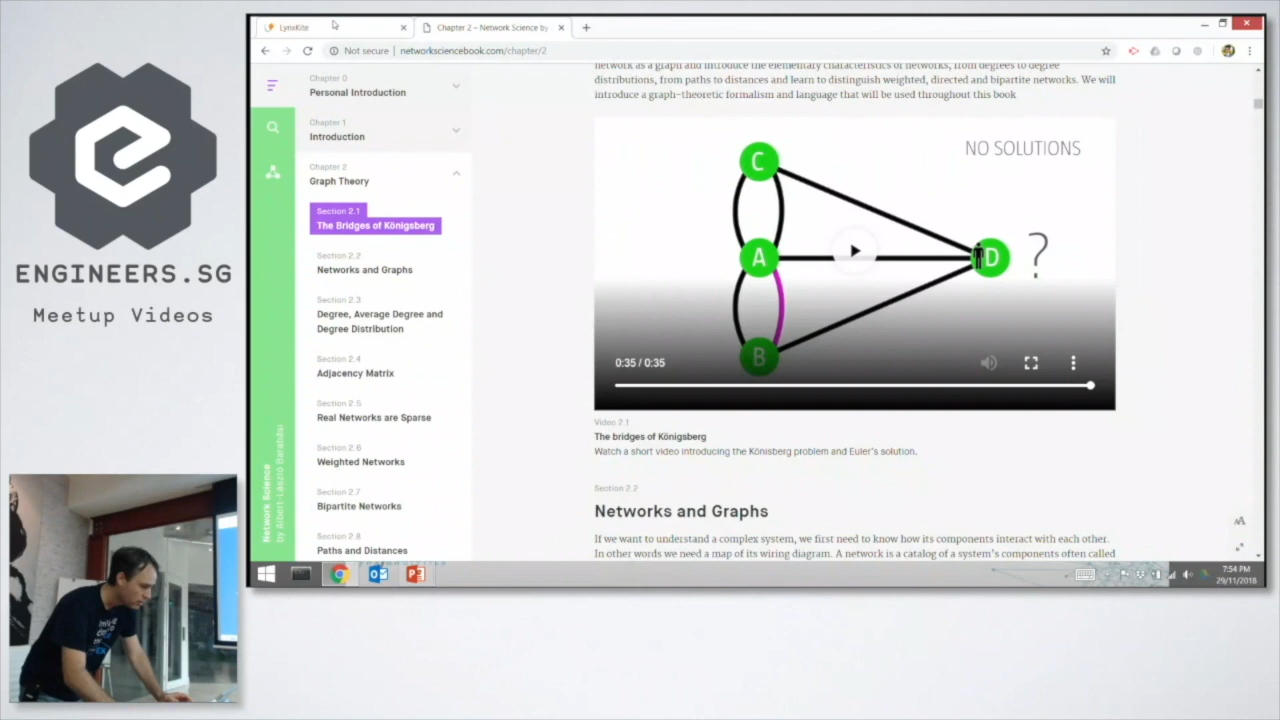 LynxKite
Chapter 2 – Network Science by
Not secure | networksciencebook.com/chapter/2
ENGINEERS.SG
Meetup Videos
Chapter 0
Personal Introduction
Chapter 1
Introduction
Chapter 2
Graph Theory
Section 2.1
The Bridges of Königsberg
Section 2.2
Networks and Graphs
Section 2.3
Degree, Average Degree and
Degree Distribution
Section 2.4
Adjacency Matrix
Section 2.5
Real Networks are Sparse
Section 2.6
Weighted Networks
Section 2.7
Bipartite Networks
Section 2.8
Paths and Distances
Network Science
by Albert-László Barabási
network as a graph and introduce the elementary characteristics of networks, from degrees to degree
distributions, from paths to distances and learn to distinguish weighted, directed and bipartite networks. We will
introduce a graph-theoretic formalism and language that will be used throughout this book
NO SOLUTIONS
C
A
D
?
B
0:35 / 0:35
Video 2.1
The bridges of Königsberg
Watch a short video introducing the Könisberg problem and Euler's solution.
Section 2.2
Networks and Graphs
If we want to understand a complex system, we first need to know how its components interact with each other.
In other words we need a map of its wiring diagram. A network is a catalog of a system's components often called
AA
7:54 PM
29/11/2018